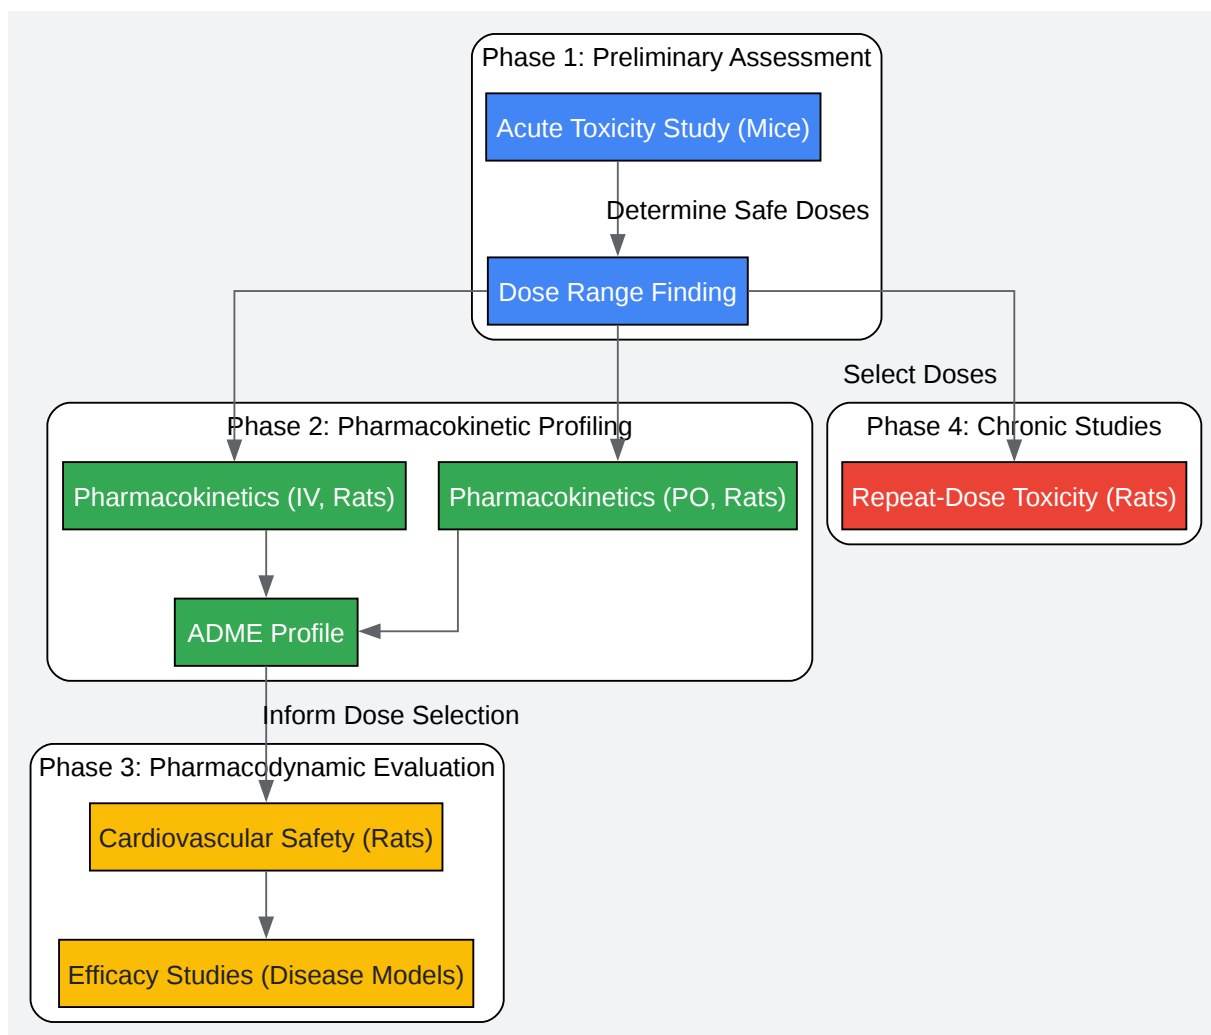 Phase 1: Preliminary Assessment
Acute Toxicity Study (Mice)
Determine Safe Doses
Dose Range Finding
Select Doses
Phase 2: Pharmacokinetic Profiling
Pharmacokinetics (IV, Rats)
Pharmacokinetics (PO, Rats)
ADME Profile
Phase 4: Chronic Studies
Repeat-Dose Toxicity (Rats)
Inform Dose Selection
Phase 3: Pharmacodynamic Evaluation
Cardiovascular Safety (Rats)
Efficacy Studies (Disease Models)